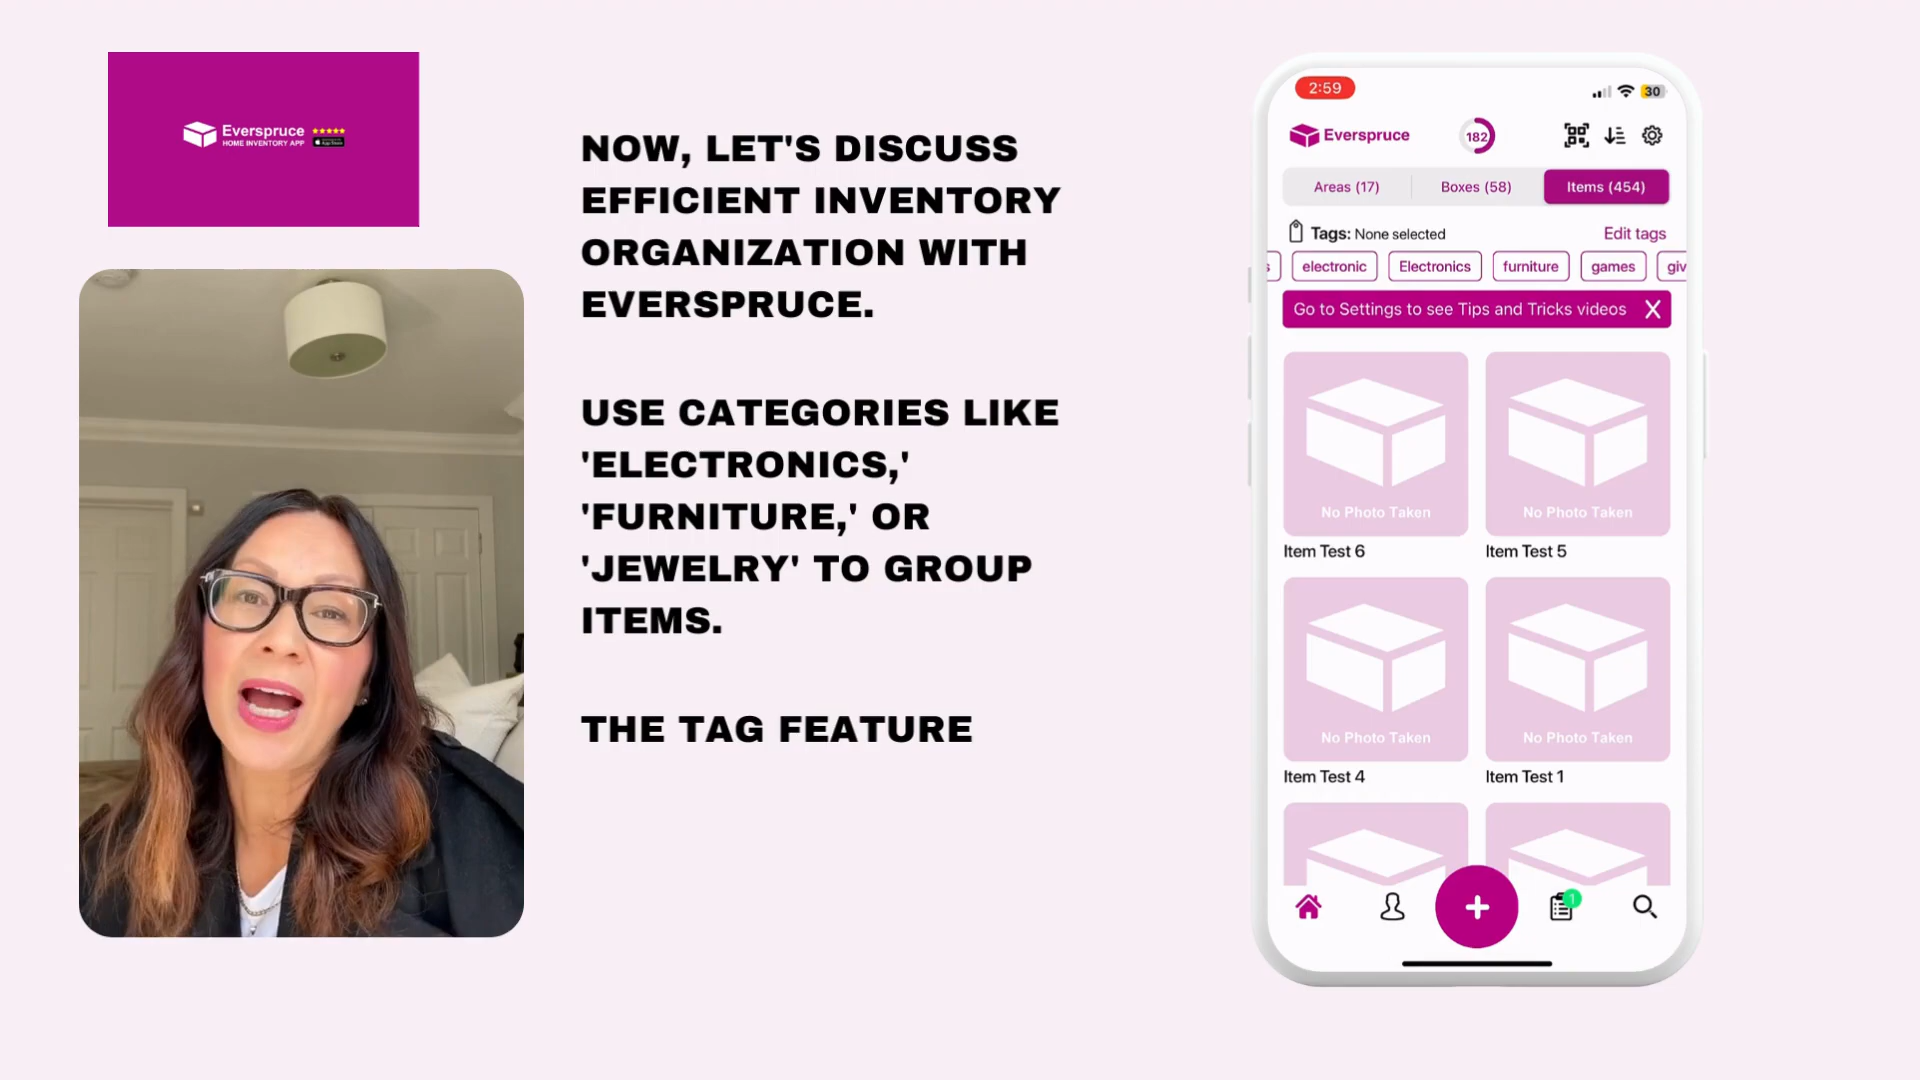 Everspruce
HOME INVENTORY APP
NOW, LET'S DISCUSS
EFFICIENT INVENTORY
ORGANIZATION WITH
EVERSPRUCE.
USE CATEGORIES LIKE
'ELECTRONICS,'
'FURNITURE,' OR
'JEWELRY' TO GROUP
ITEMS.
THE TAG FEATURE
2:59
30
Everspruce
182
Areas (17)
Boxes (58)
Items (454)
Tags: None selected
Edit tags
s
electronic
Electronics
furniture
games
giv
Go to Settings to see Tips and Tricks videos X
No Photo Taken
No Photo Taken
Item Test 6
Item Test 5
No Photo Taken
No Photo Taken
Item Test 4
Item Test 1
1